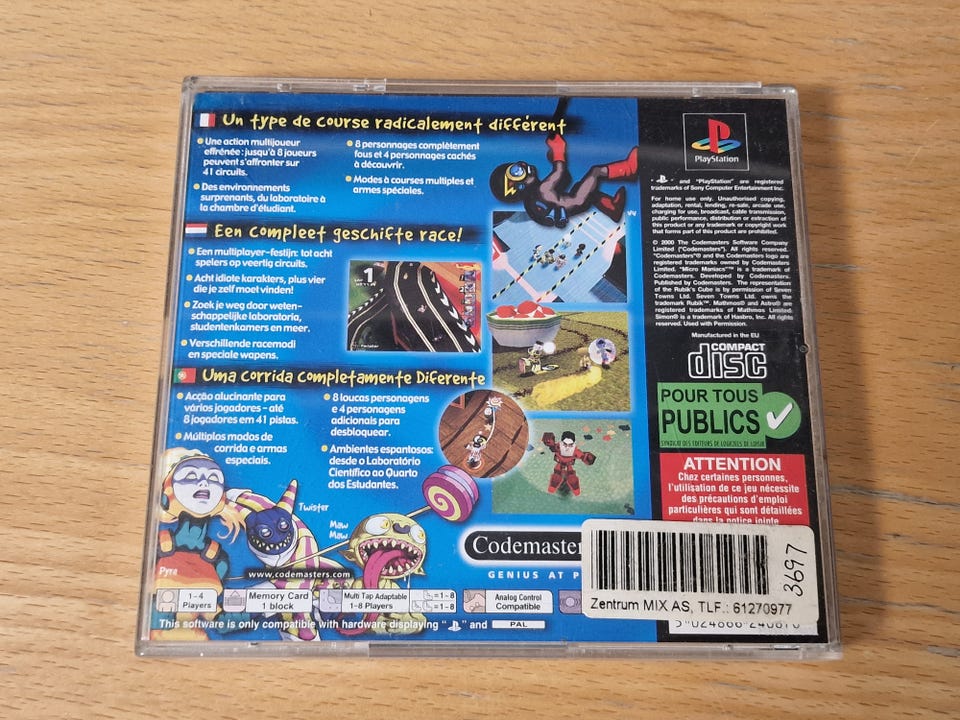 Un type de course radicalement différent
Une action multijoueur
effrénée : jusqu'à 8 joueurs
peuvent s'affronter sur
41 circuits.
Des environnements
surprenants, du laboratoire à
la chambre d'étudiant.
8 personnages complètement
fous et 4 personnages cachés
à découvrir.
Modes à courses multiples et
armes spéciales.
Een compleet geschifte race!
Een multiplayer-festijn: tot acht
spelers op veertig circuits.
Acht idiote karakters, plus vier
die je zelf moet vinden!
Zoek je weg door weten-
schappelijke laboratoria,
studentenkamers en meer.
Verschillende racemodi
en speciale wapens.
1
Uma corrida Completamente Diferente
Acção alucinante para
vários jogadores - até
8 jogadores em 41 pistas.
Múltiplos modos de
corrida e armas
especiais.
8 loucas personagens
e 4 personagens
adicionais para
desbloquear.
Ambientes espantosos:
desde o Laboratório
Científico ao Quarto
dos Estudantes.
Twister
Maw
Maw
Pyra
www.codemasters.com
Codemaster
GENIUS AT P
1-4
Players
Memory Card
1 block
Multi Tap Adaptable
1-8 Players
=1-8
=1-8
Analog Control
Compatible
This software is only compatible with hardware displaying " " and PAL
PlayStation
" " and "PlayStation" are registered
trademarks of Sony Computer Entertainment Inc.
For home use only. Unauthorised copying,
adaptation, rental, lending, re-sale, arcade use,
charging for use, broadcast, cable transmission,
public performance, distribution or extraction of
this product or any trademark or copyright work
that forms part of this product are prohibited.
© 2000 The Codemasters Software Company
Limited ("Codemasters"). All rights reserved.
"Codemasters"® and the Codemasters logo are
registered trademarks owned by Codemasters
Limited. "Micro Maniacs"™ is a trademark of
Codemasters. Developed by Codemasters.
Published by Codemasters. The representation
of the Rubik's Cube is by permission of Seven
Towns Ltd. Seven Towns Ltd. owns the
trademark Rubik™. Mathmos® and Astro® are
registered trademarks of Mathmos Limited.
Simon® is a trademark of Hasbro, Inc. All rights
reserved. Used with Permission.
Manufactured in the EU
COMPACT
disc
POUR TOUS
PUBLICS
SYNDICAT DES EDITEURS DE LOGICIELS DE LOISIR
ATTENTION
Chez certaines personnes,
l'utilisation de ce jeu nécessite
des précautions d'emploi
particulières qui sont détaillées
dans la notice jointe
3697
Zentrum MIX AS, TLF.: 61270977
5 024866 240870